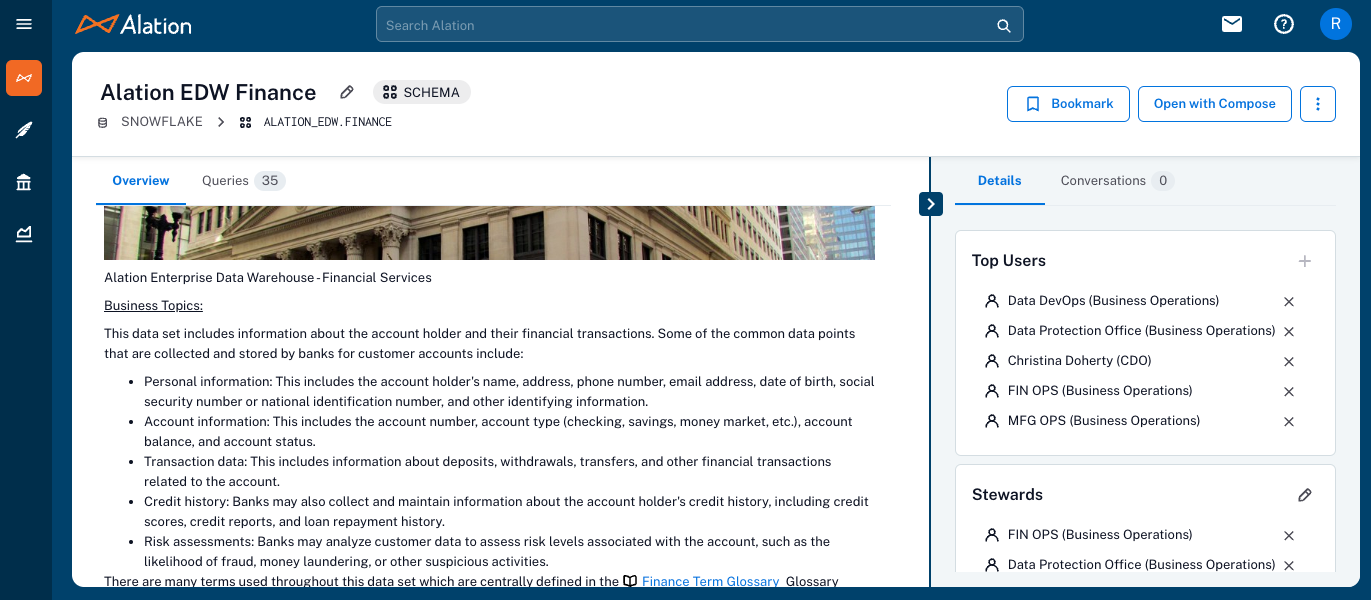 Alation
Search Alation
R
Alation EDW Finance
SCHEMA
SNOWFLAKE
ALATION_EDW.FINANCE
Bookmark
Open with Compose
Overview
Queries 35
Details
Conversations 0
Alation Enterprise Data Warehouse - Financial Services
Business Topics:
This data set includes information about the account holder and their financial transactions. Some of the common data points
that are collected and stored by banks for customer accounts include:
• Personal information: This includes the account holder's name, address, phone number, email address, date of birth, social
security number or national identification number, and other identifying information.
• Account information: This includes the account number, account type (checking, savings, money market, etc.), account
balance, and account status.
• Transaction data: This includes information about deposits, withdrawals, transfers, and other financial transactions
related to the account.
• Credit history: Banks may also collect and maintain information about the account holder's credit history, including credit
scores, credit reports, and loan repayment history.
• Risk assessments: Banks may analyze customer data to assess risk levels associated with the account, such as the
likelihood of fraud, money laundering, or other suspicious activities.
There are many terms used throughout this data set which are centrally defined in the Finance Term Glossary Glossary
Top Users
Data DevOps (Business Operations)
Data Protection Office (Business Operations)
Christina Doherty (CDO)
FIN OPS (Business Operations)
MFG OPS (Business Operations)
Stewards
FIN OPS (Business Operations)
Data Protection Office (Business Operations)